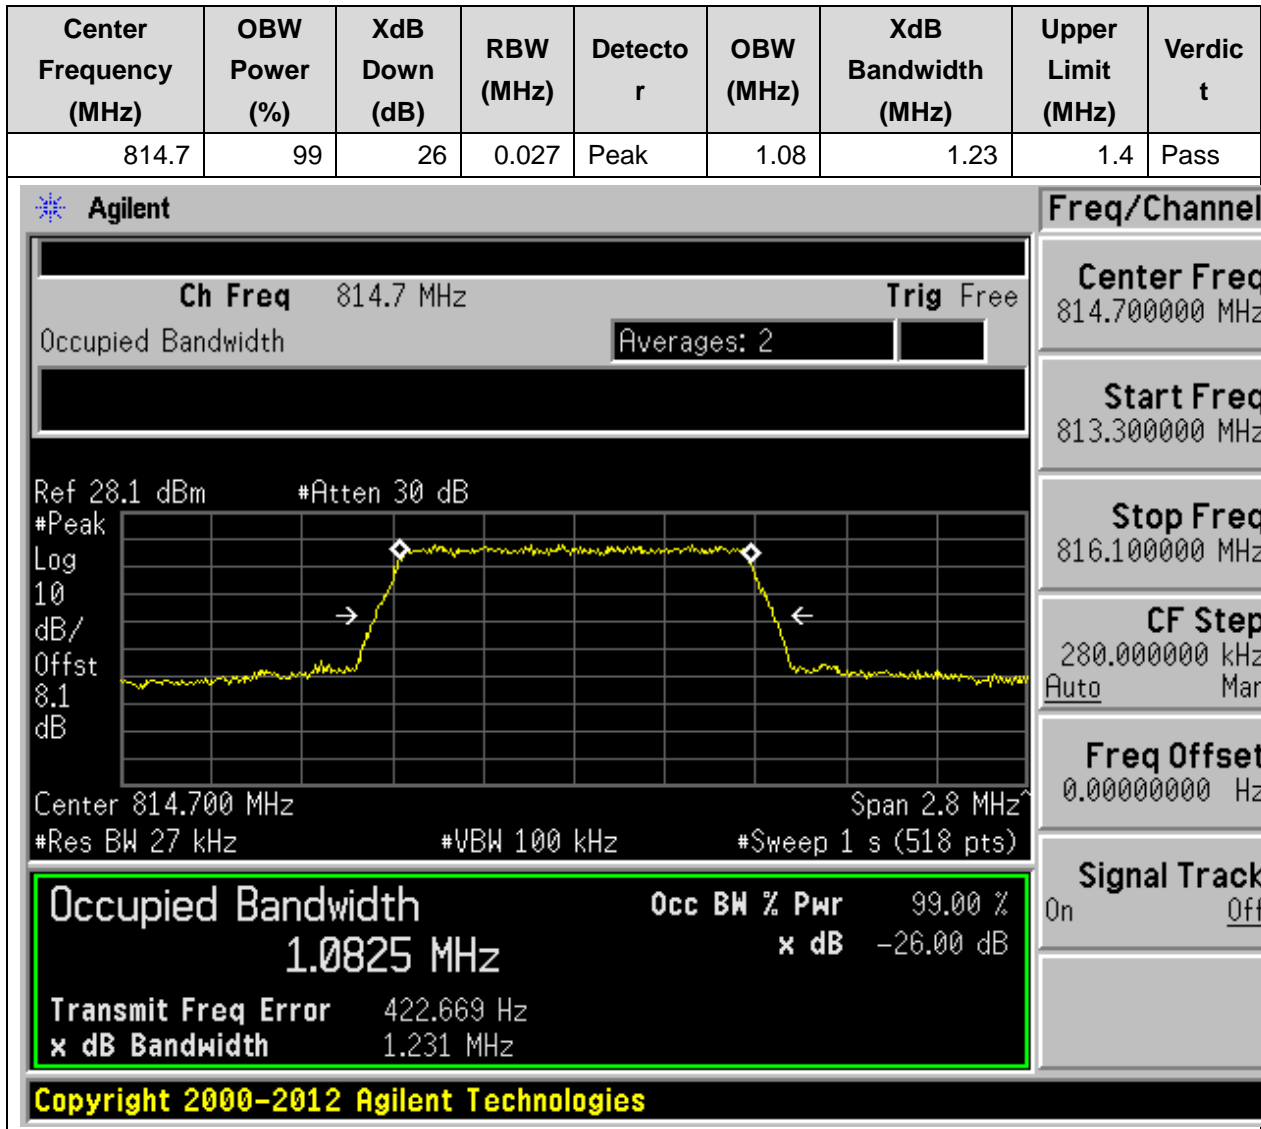 Center Frequency (MHz) OBW Power (%) XdB Down (dB) RBW (MHz) Detecto r OBW (MHz) XdB Bandwidth (MHz) Upper Limit (MHz) Verdic t
814.7 99 26 0.027 Peak 1.08 1.23 1.4 Pass
Agilent
Freq/Channel
Ch Freq 814.7 MHz Trig Free
Occupied Bandwidth Averages: 2
Center Freq
814.700000 MHz
Start Freq
813.300000 MHz
Stop Freq
816.100000 MHz
CF Step
280.000000 kHz
Auto Man
Freq Offset
0.00000000 Hz
Signal Track
On Off
Ref 28.1 dBm #Atten 30 dB
#Peak
Log
10
dB/
Offst
8.1
dB
Center 814.700 MHz Span 2.8 MHz^
#Res BW 27 kHz #VBW 100 kHz #Sweep 1 s (518 pts)
Occupied Bandwidth Occ BW % Pwr 99.00 %
1.0825 MHz x dB -26.00 dB
Transmit Freq Error 422.669 Hz
x dB Bandwidth 1.231 MHz
Copyright 2000-2012 Agilent Technologies